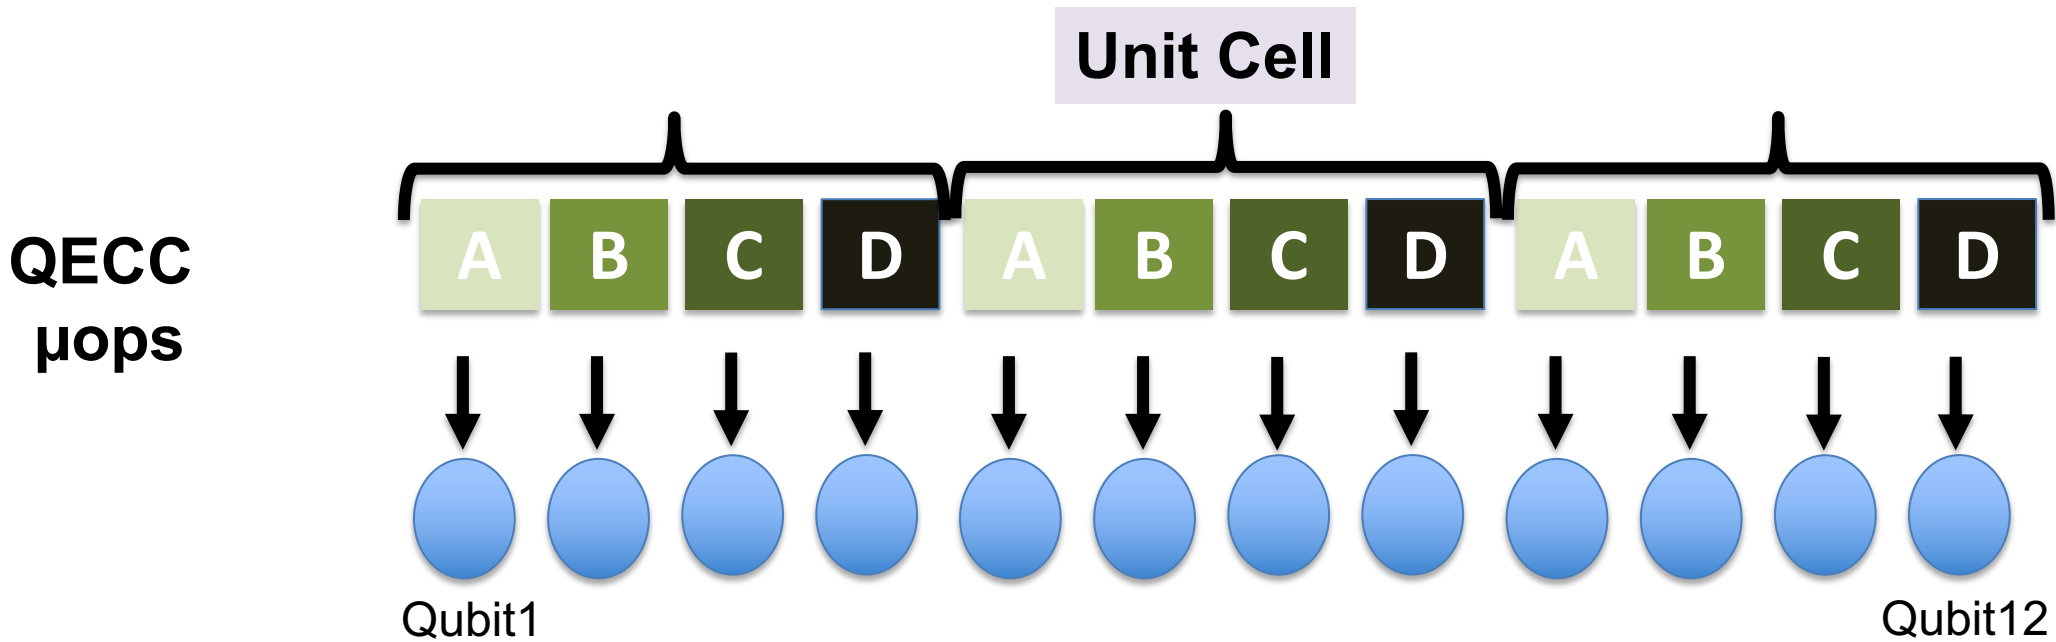 Unit Cell
A B C D A B C D A B C D
QECC
µops
Qubit1
Qubit12